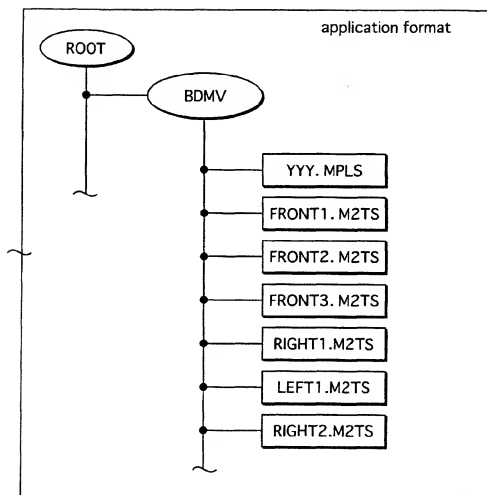 application format
ROOT
BDMV
YYY. MPLS
FRONT1. M2TS
FRONT2. M2TS
FRONT3. M2TS
RIGHT1.M2TS
LEFT1.M2TS
RIGHT2.M2TS